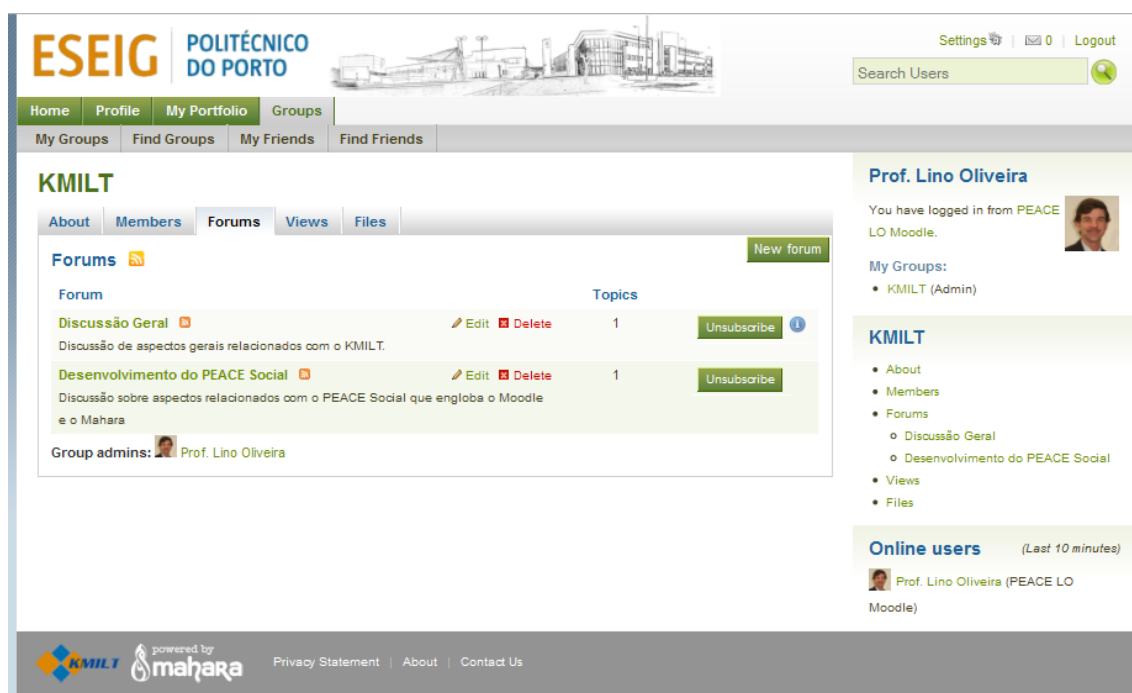 ESEIG POLITÉCNICO
DO PORTO
Settings | 0 | Logout
Search Users
Home Profile My Portfolio Groups
My Groups Find Groups My Friends Find Friends
KMILT
About Members Forums Views Files
Forums
New forum
Forum Topics
Discussão Geral Edit Delete 1 Unsubscribe
Discussão de aspectos gerais relacionados com o KMILT.
Desenvolvimento do PEACE Social Edit Delete 1 Unsubscribe
Discussão sobre aspectos relacionados com o PEACE Social que engloba o Moodle
e o Mahara
Group admins: Prof. Lino Oliveira
Prof. Lino Oliveira
You have logged in from PEACE
LO Moodle.
My Groups:
KMILT (Admin)
KMILT
About
Members
Forums
Discussão Geral
Desenvolvimento do PEACE Social
Views
Files
Online users (Last 10 minutes)
Prof. Lino Oliveira (PEACE LO
Moodle)
KMILT powered by
mahara
Privacy Statement | About | Contact Us